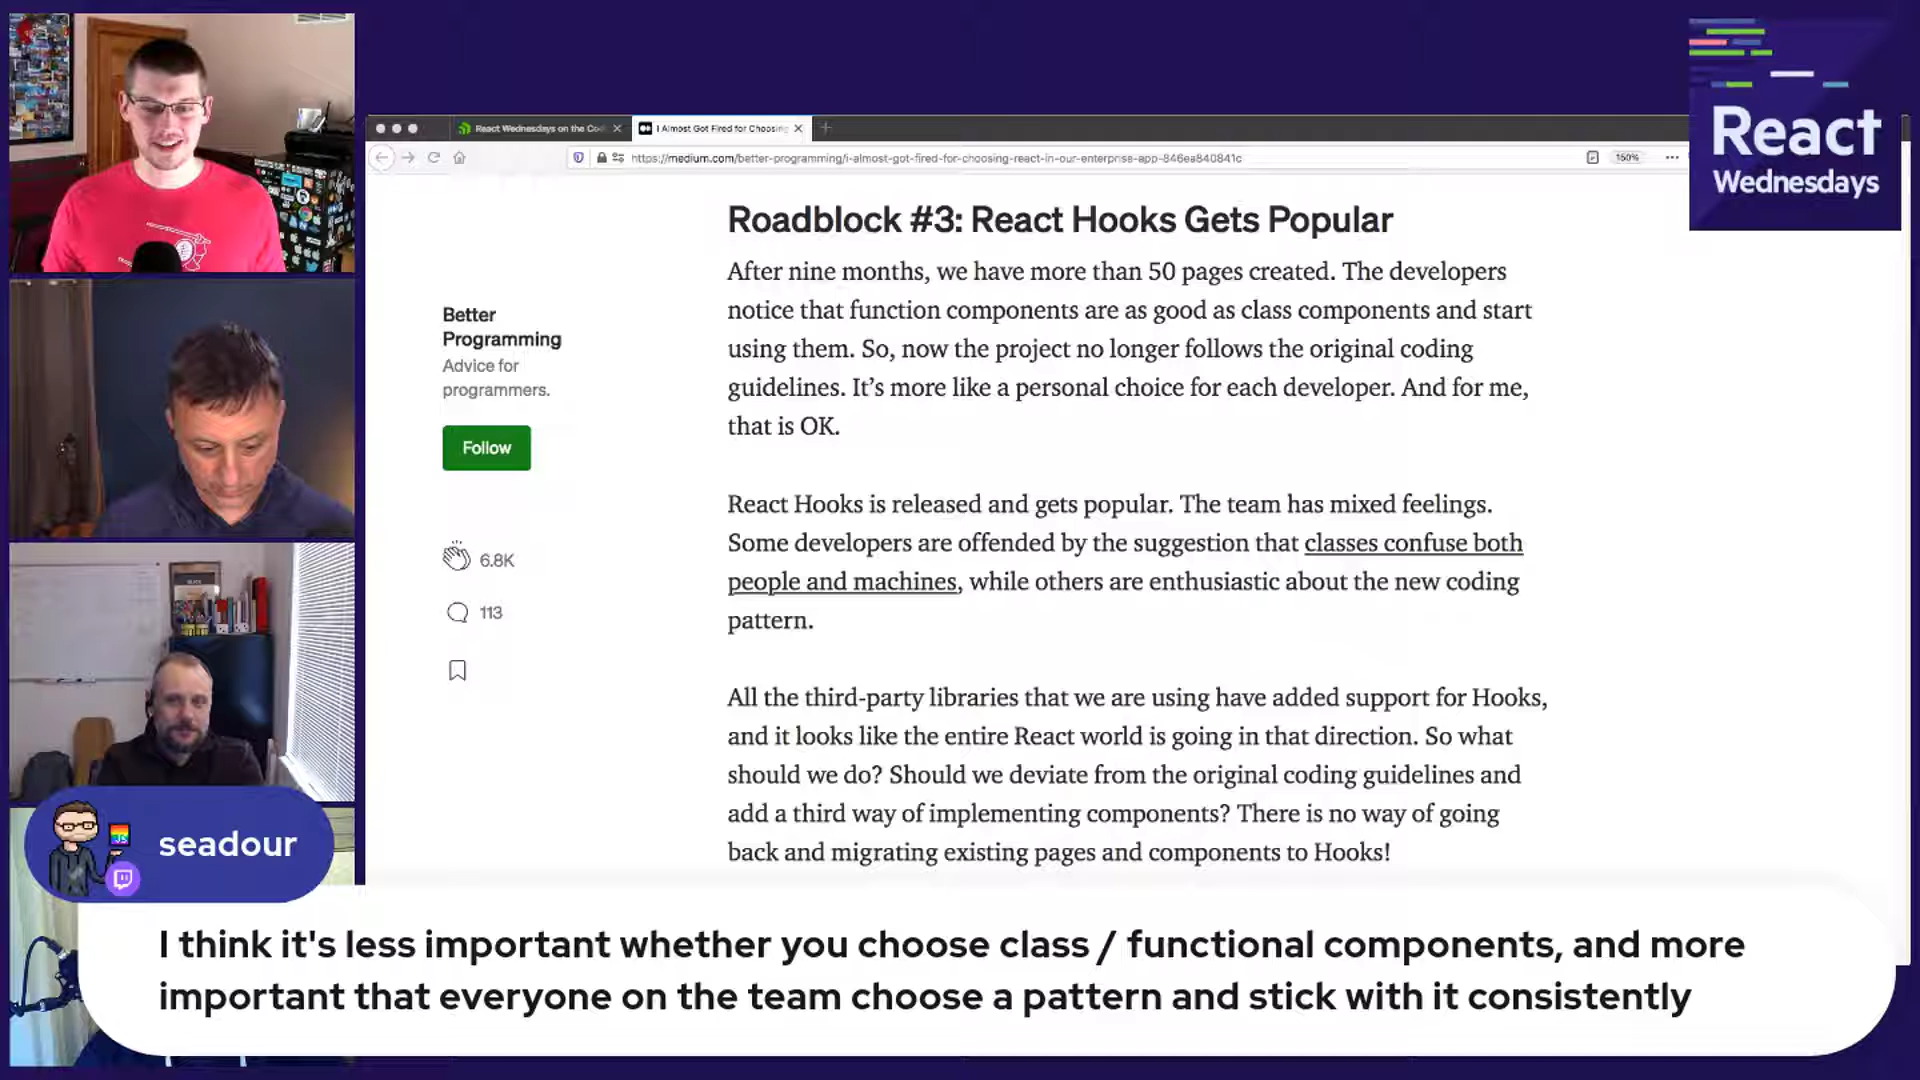 React Wednesdays on the Co
I Almost Got Fired for Choosing
https://medium.com/better-programming/i-almost-got-fired-for-choosing-react-in-our-enterprise-app-846ea840841c
150%
React
Wednesdays
Roadblock #3: React Hooks Gets Popular
After nine months, we have more than 50 pages created. The developers
notice that function components are as good as class components and start
using them. So, now the project no longer follows the original coding
guidelines. It’s more like a personal choice for each developer. And for me,
that is OK.
Better
Programming
Advice for
programmers.
Follow
6.8K
113
React Hooks is released and gets popular. The team has mixed feelings.
Some developers are offended by the suggestion that classes confuse both
people and machines, while others are enthusiastic about the new coding
pattern.
All the third-party libraries that we are using have added support for Hooks,
and it looks like the entire React world is going in that direction. So what
should we do? Should we deviate from the original coding guidelines and
add a third way of implementing components? There is no way of going
back and migrating existing pages and components to Hooks!
seadour
I think it's less important whether you choose class / functional components, and more
important that everyone on the team choose a pattern and stick with it consistently